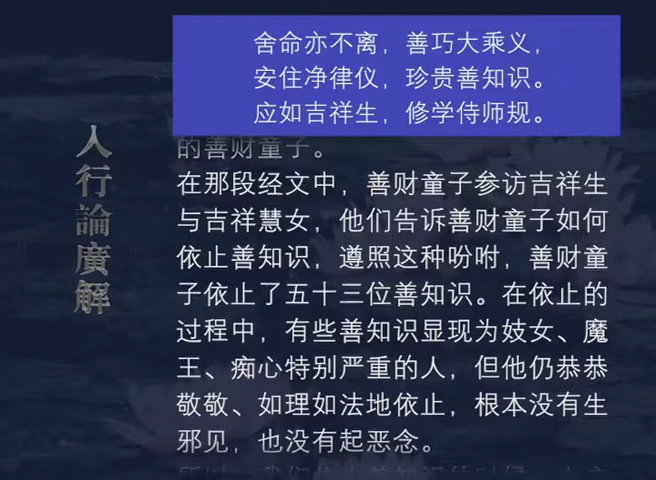 舍命亦不离，善巧大乘义，
安住净律仪，珍贵善知识。
应如吉祥生，修学侍师规。
入行論廣解
的善财童子。
在那段经文中，善财童子参访吉祥生
与吉祥慧女，他们告诉善财童子如何
依止善知识，遵照这种吩咐，善财童
子依止了五十三位善知识。在依止的
过程中，有些善知识显现为妓女、魔
王、痴心特别严重的人，但他仍恭恭
敬敬、如理如法地依止，根本没有生
邪见，也没有起恶念。